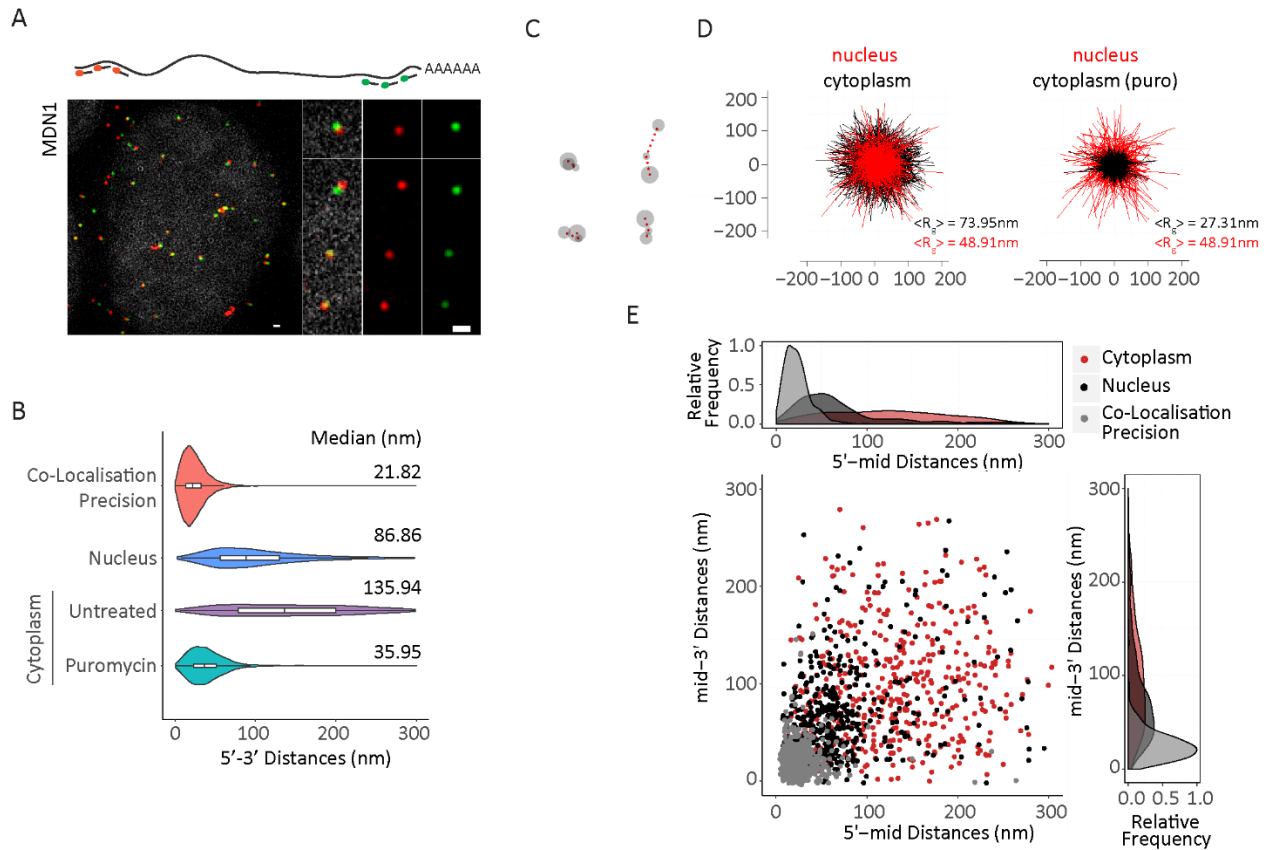 A
AAAAAA
MDN1
B
Median (nm)
Co-Localisation
Precision
21.82
Nucleus
86.86
Cytoplasm
Untreated
135.94
Puromycin
35.95
0
100
200
300
5'-3' Distances (nm)
C
D
nucleus
cytoplasm
200
100
0
−100
−200
<Rg> = 73.95nm
<Rg> = 48.91nm
−200
−100
0
100
200
nucleus
cytoplasm (puro)
<Rg> = 27.31nm
<Rg> = 48.91nm
−200
−100
0
100
200
E
Relative
Frequency
1.0
0.5
0.0
0
100
200
300
5'−mid Distances (nm)
Cytoplasm
Nucleus
Co-Localisation
Precision
mid−3' Distances (nm)
300
200
100
0
0
100
200
300
5'−mid Distances (nm)
mid−3' Distances (nm)
300
200
100
0
0.0
0.5
1.0
Relative
Frequency